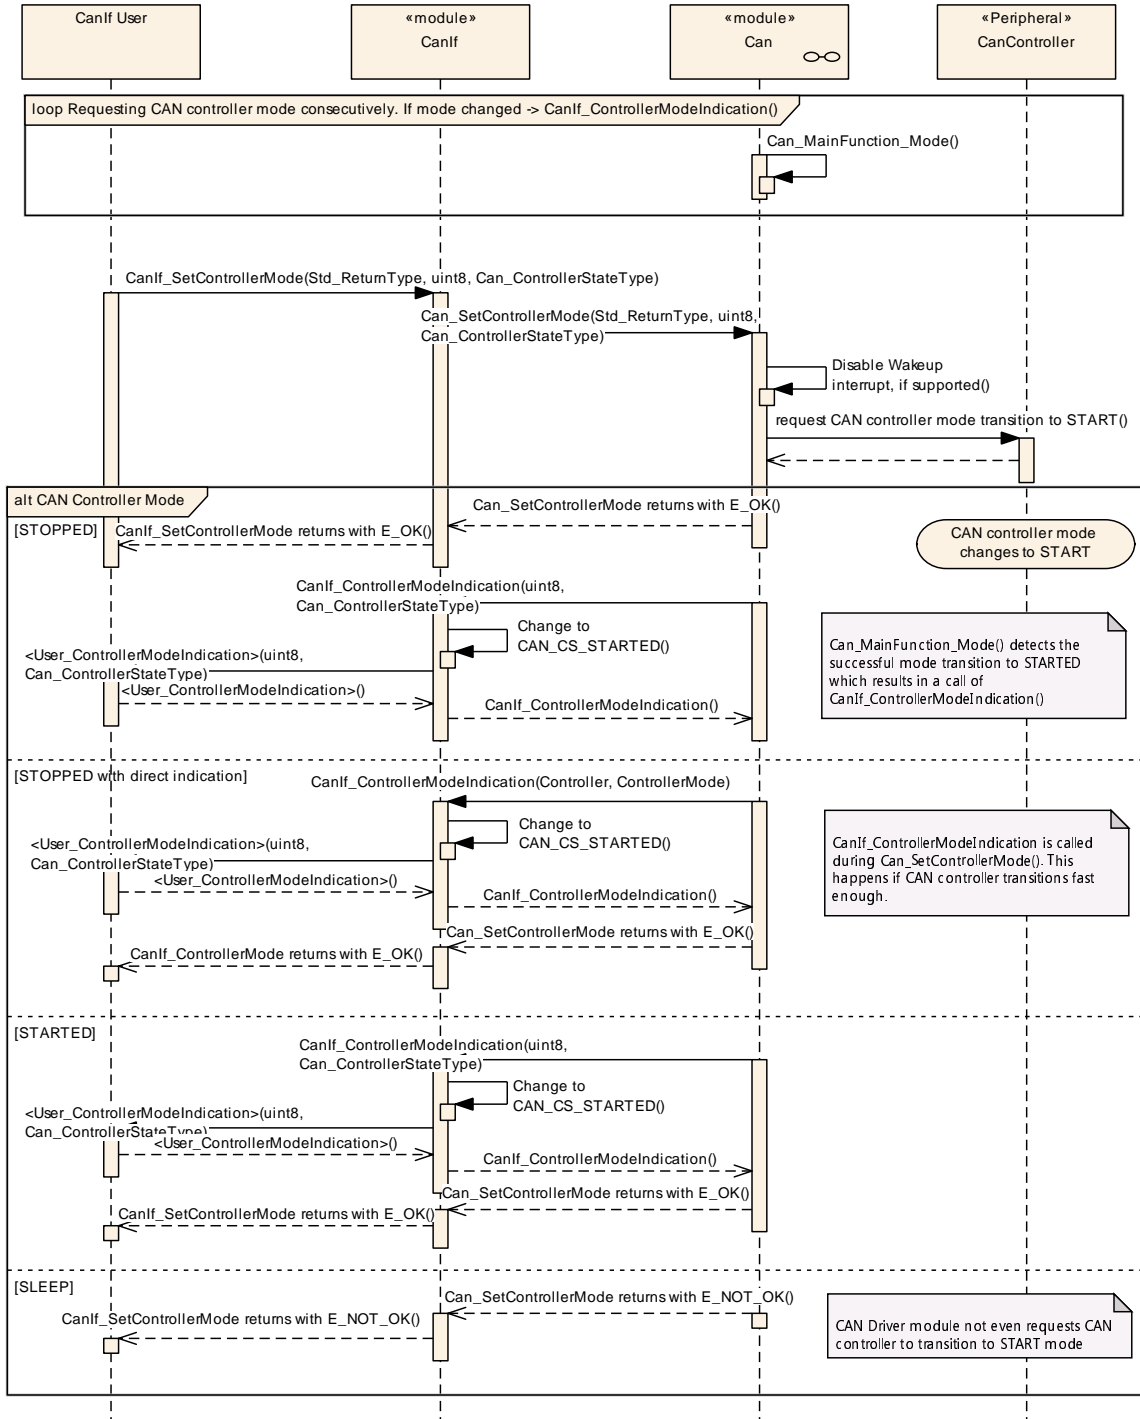 CanIf User
«module»
CanIf
«module»
Can
«Peripheral»
CanController
loop Requesting CAN controller mode consecutively. If mode changed -> CanIf_ControllerModeIndication()
Can_MainFunction_Mode()
CanIf_SetControllerMode(Std_ReturnType, uint8, Can_ControllerStateType)
Can_SetControllerMode(Std_ReturnType, uint8,
Can_ControllerStateType)
Disable Wakeup
interrupt, if supported()
request CAN controller mode transition to START()
alt CAN Controller Mode
[STOPPED]
Can_SetControllerMode returns with E_OK()
CanIf_SetControllerMode returns with E_OK()
CAN controller mode
changes to START
CanIf_ControllerModeIndication(uint8,
Can_ControllerStateType)
Change to
CAN_CS_STARTED()
<User_ControllerModeIndication>(uint8,
Can_ControllerStateType)
<User_ControllerModeIndication>()
CanIf_ControllerModeIndication()
Can_MainFunction_Mode() detects the
successful mode transition to STARTED
which results in a call of
CanIf_ControllerModeIndication()
[STOPPED with direct indication]
CanIf_ControllerModeIndication(Controller, ControllerMode)
Change to
CAN_CS_STARTED()
<User_ControllerModeIndication>(uint8,
Can_ControllerStateType)
<User_ControllerModeIndication>()
CanIf_ControllerModeIndication()
Can_SetControllerMode returns with E_OK()
CanIf_ControllerMode returns with E_OK()
CanIf_ControllerModeIndication is called
during Can_SetControllerMode(). This
happens if CAN controller transitions fast
enough.
[STARTED]
CanIf_ControllerModeIndication(uint8,
Can_ControllerStateType)
Change to
CAN_CS_STARTED()
<User_ControllerModeIndication>(uint8,
Can_ControllerStateType)
<User_ControllerModeIndication>()
CanIf_ControllerModeIndication()
Can_SetControllerMode returns with E_OK()
CanIf_SetControllerMode returns with E_OK()
[SLEEP]
Can_SetControllerMode returns with E_NOT_OK()
CanIf_SetControllerMode returns with E_NOT_OK()
CAN Driver module not even requests CAN
controller to transition to START mode